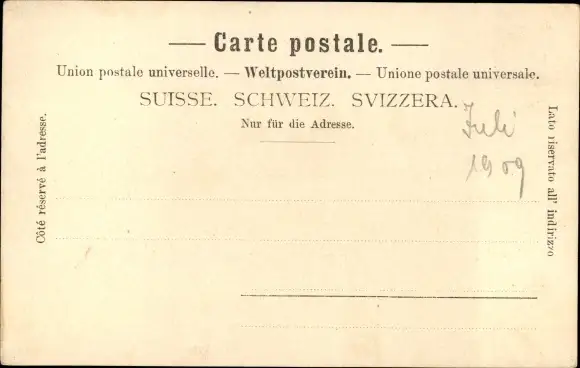 — Carte postale. —
Union postale universelle. — Weltpostverein. — Unione postale universale.
SUISSE. SCHWEIZ. SVIZZERA.
Nur für die Adresse.
Juli
1909
Côté réservé à l'adresse.
Lato riservato all' indirizzo